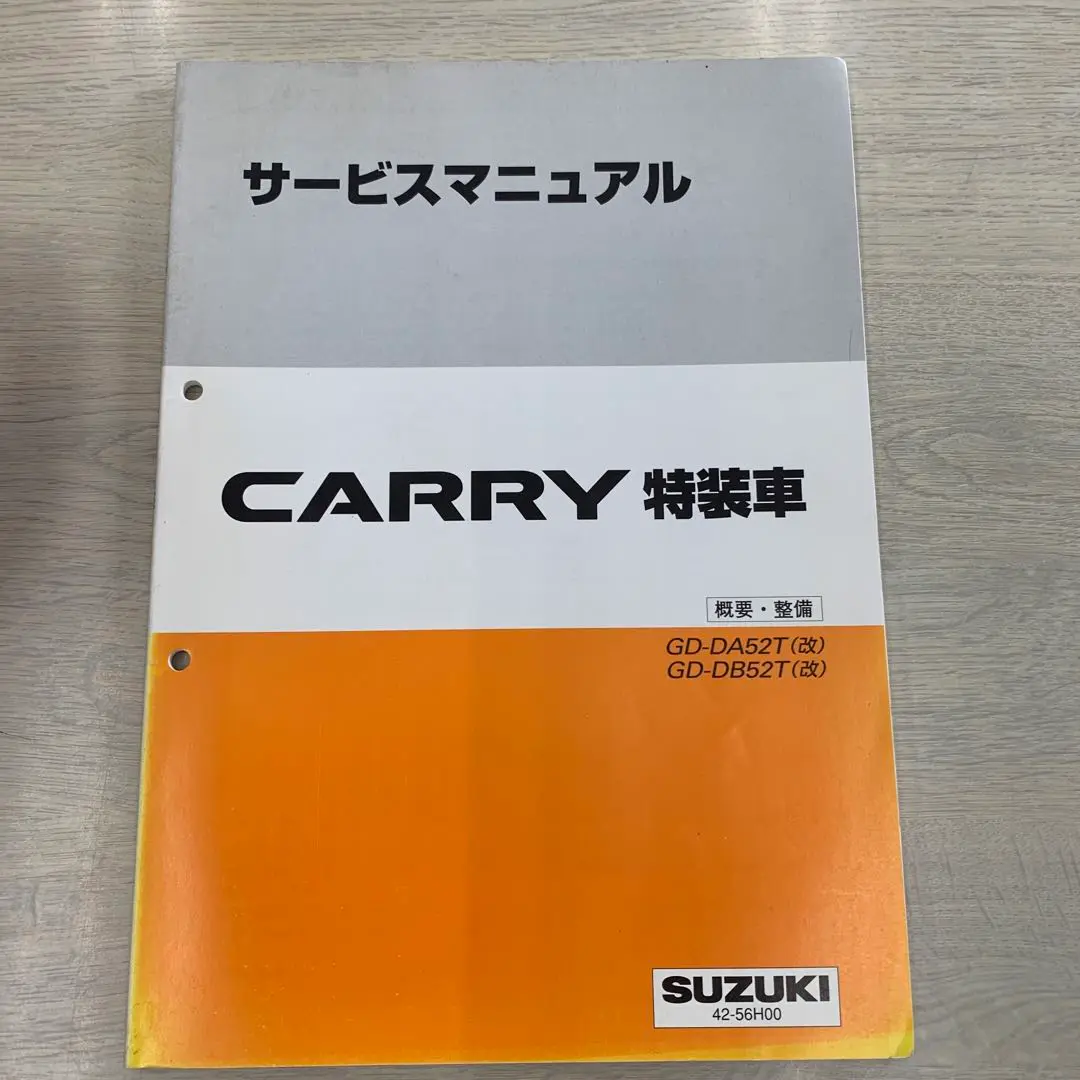 サービスマニュアル
CARRY 特装車
概要・整備
GD-DA52T(改)
GD-DB52T(改)
SUZUKI
42-56H00